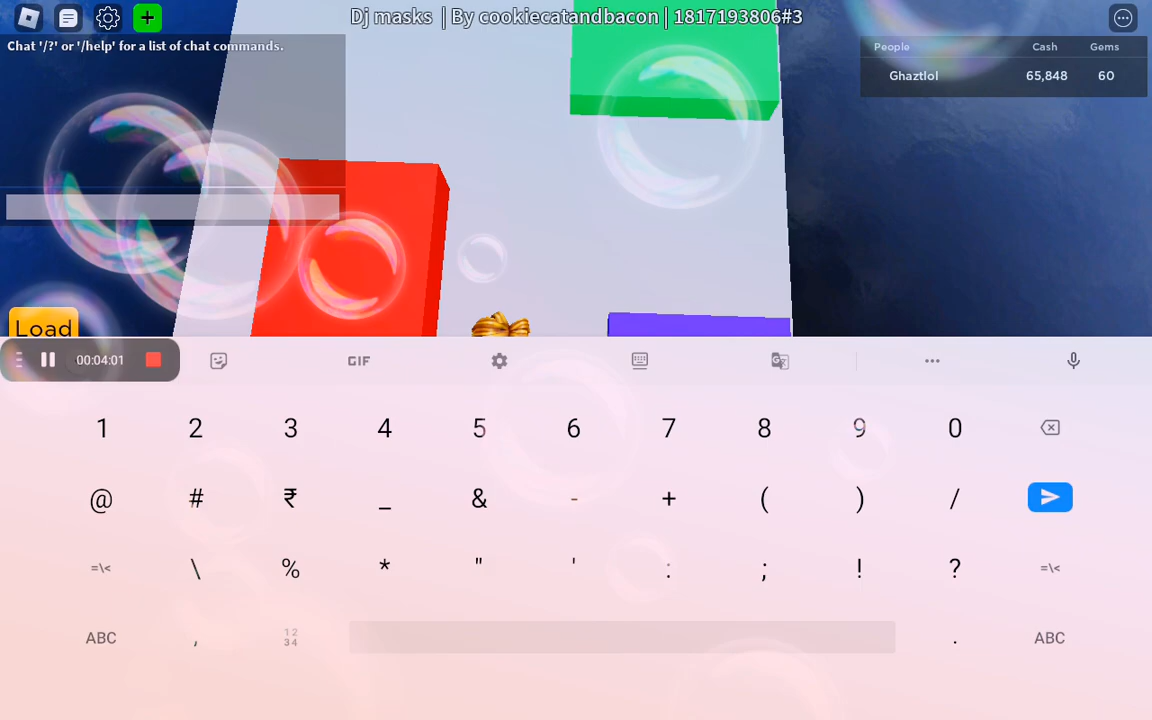 Dj masks | By cookiecatandbacon | 1817193806#3
Chat '/?' or '/help' for a list of chat commands.
People Cash Gems
Ghaztlol 65,848 60
Load
00:04:01
GIF
1 2 3 4 5 6 7 8 9 0
@ # ₹ _ & - + ( ) /
=\< \ % * " ' : ; ! ? =\<
ABC , 12 34 . ABC